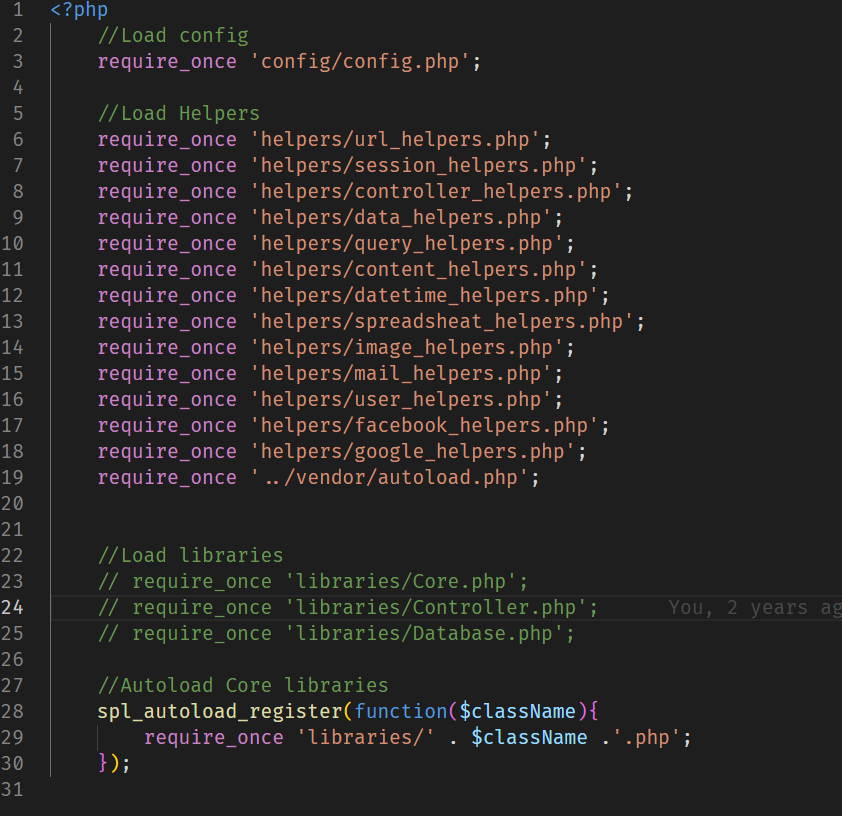 1 <?php
2 //Load config
3 require_once 'config/config.php';
4
5 //Load Helpers
6 require_once 'helpers/url_helpers.php';
7 require_once 'helpers/session_helpers.php';
8 require_once 'helpers/controller_helpers.php';
9 require_once 'helpers/data_helpers.php';
10 require_once 'helpers/query_helpers.php';
11 require_once 'helpers/content_helpers.php';
12 require_once 'helpers/datetime_helpers.php';
13 require_once 'helpers/spreadsheat_helpers.php';
14 require_once 'helpers/image_helpers.php';
15 require_once 'helpers/mail_helpers.php';
16 require_once 'helpers/user_helpers.php';
17 require_once 'helpers/facebook_helpers.php';
18 require_once 'helpers/google_helpers.php';
19 require_once '../vendor/autoload.php';
20
21
22 //Load libraries
23 // require_once 'libraries/Core.php';
24 // require_once 'libraries/Controller.php'; You, 2 years ag
25 // require_once 'libraries/Database.php';
26
27 //Autoload Core libraries
28 spl_autoload_register(function($className){
29 require_once 'libraries/' . $className .'.php';
30 });
31